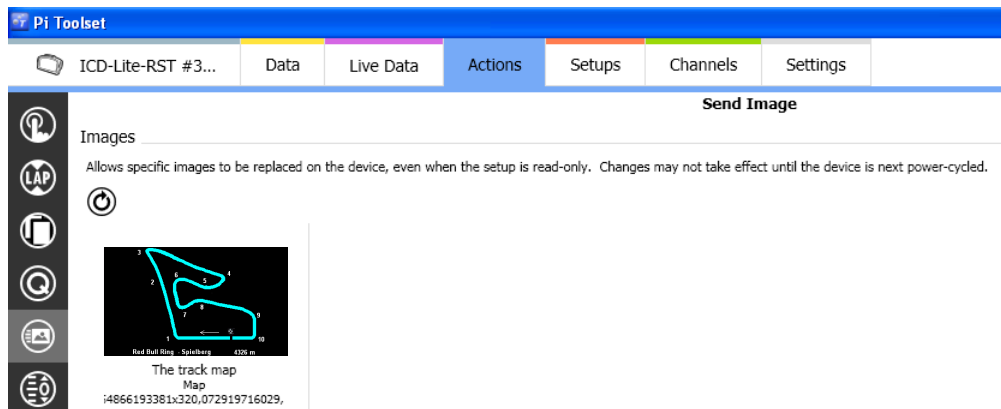 Pi Toolset
ICD-Lite-RST #3... Data Live Data Actions Setups Channels Settings
Send Image
Images
LAP
Allows specific images to be replaced on the device, even when the setup is read-only. Changes may not take effect until the device is next power-cycled.
Q
3
4
6
5
2
8
7
9
1
10
Red Bull Ring - Spielberg 4326 m
The track map
Map
i4866193381x320,072919716029,